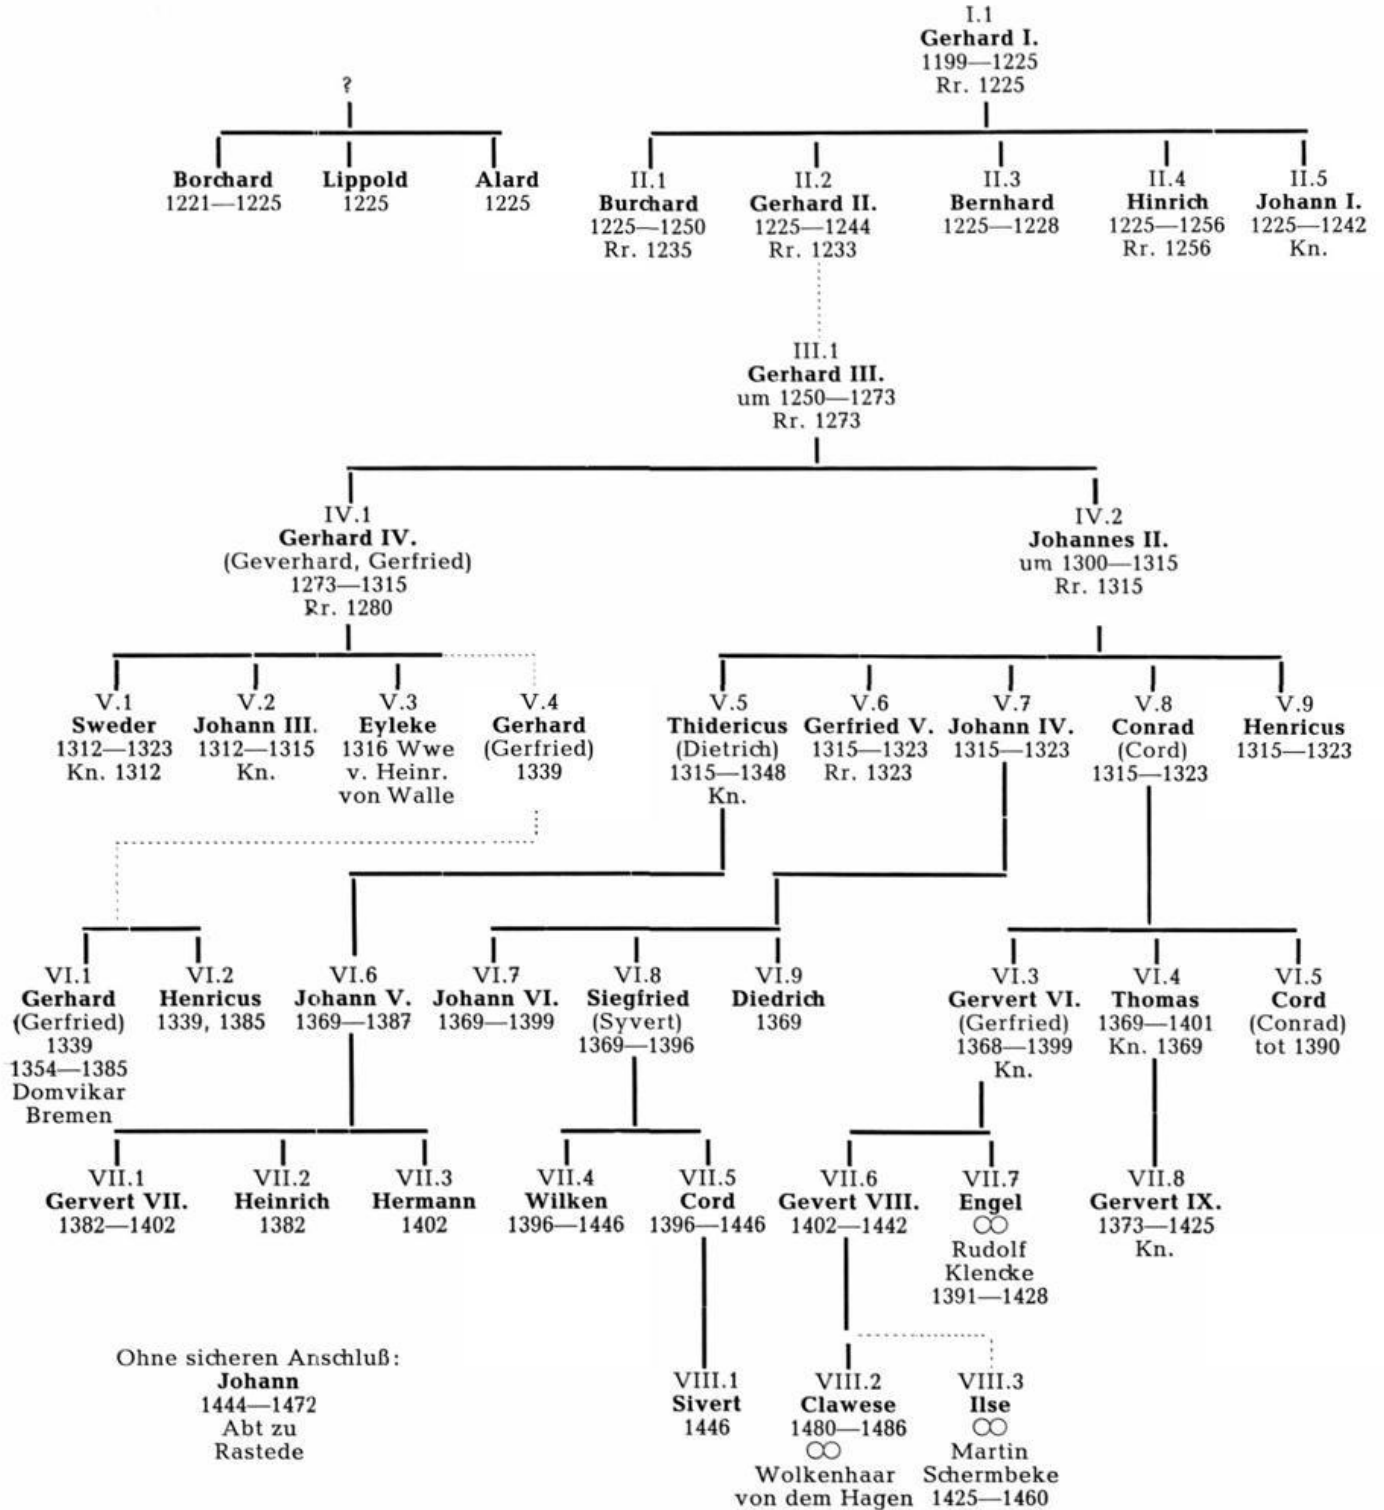 I.1
Gerhard I.
1199—1225
Rr. 1225
?
Borchard
1221—1225
Lippold
1225
Alard
1225
II.1
Burchard
1225—1250
Rr. 1235
II.2
Gerhard II.
1225—1244
Rr. 1233
II.3
Bernhard
1225—1228
II.4
Hinrich
1225—1256
Rr. 1256
II.5
Johann I.
1225—1242
Kn.
III.1
Gerhard III.
um 1250—1273
Rr. 1273
IV.1
Gerhard IV.
(Geverhard, Gerfried)
1273—1315
Rr. 1280
IV.2
Johannes II.
um 1300—1315
Rr. 1315
V.1
Sweder
1312—1323
Kn. 1312
V.2
Johann III.
1312—1315
Kn.
V.3
Eyleke
1316 Wwe
v. Heinr.
von Walle
V.4
Gerhard
(Gerfried)
1339
V.5
Thidericus
(Dietrich)
1315—1348
Kn.
V.6
Gerfried V.
1315—1323
Rr. 1323
V.7
Johann IV.
1315—1323
V.8
Conrad
(Cord)
1315—1323
V.9
Henricus
1315—1323
VI.1
Gerhard
(Gerfried)
1339
1354—1385
Domvikar
Bremen
VI.2
Henricus
1339, 1385
VI.6
Johann V.
1369—1387
VI.7
Johann VI.
1369—1399
VI.8
Siegfried
(Syvert)
1369—1396
VI.9
Diedrich
1369
VI.3
Gervert VI.
(Gerfried)
1368—1399
Kn.
VI.4
Thomas
1369—1401
Kn. 1369
VI.5
Cord
(Conrad)
tot 1390
VII.1
Gervert VII.
1382—1402
VII.2
Heinrich
1382
VII.3
Hermann
1402
VII.4
Wilken
1396—1446
VII.5
Cord
1396—1446
VII.6
Gevert VIII.
1402—1442
VII.7
Engel
∞
Rudolf
Klencke
1391—1428
VII.8
Gervert IX.
1373—1425
Kn.
Ohne sicheren Anschluß:
Johann
1444—1472
Abt zu
Rastede
VIII.1
Sivert
1446
VIII.2
Clawese
1480—1486
∞
Wolkenhaar
von dem Hagen
VIII.3
Ilse
∞
Martin
Schermbeke
1425—1460